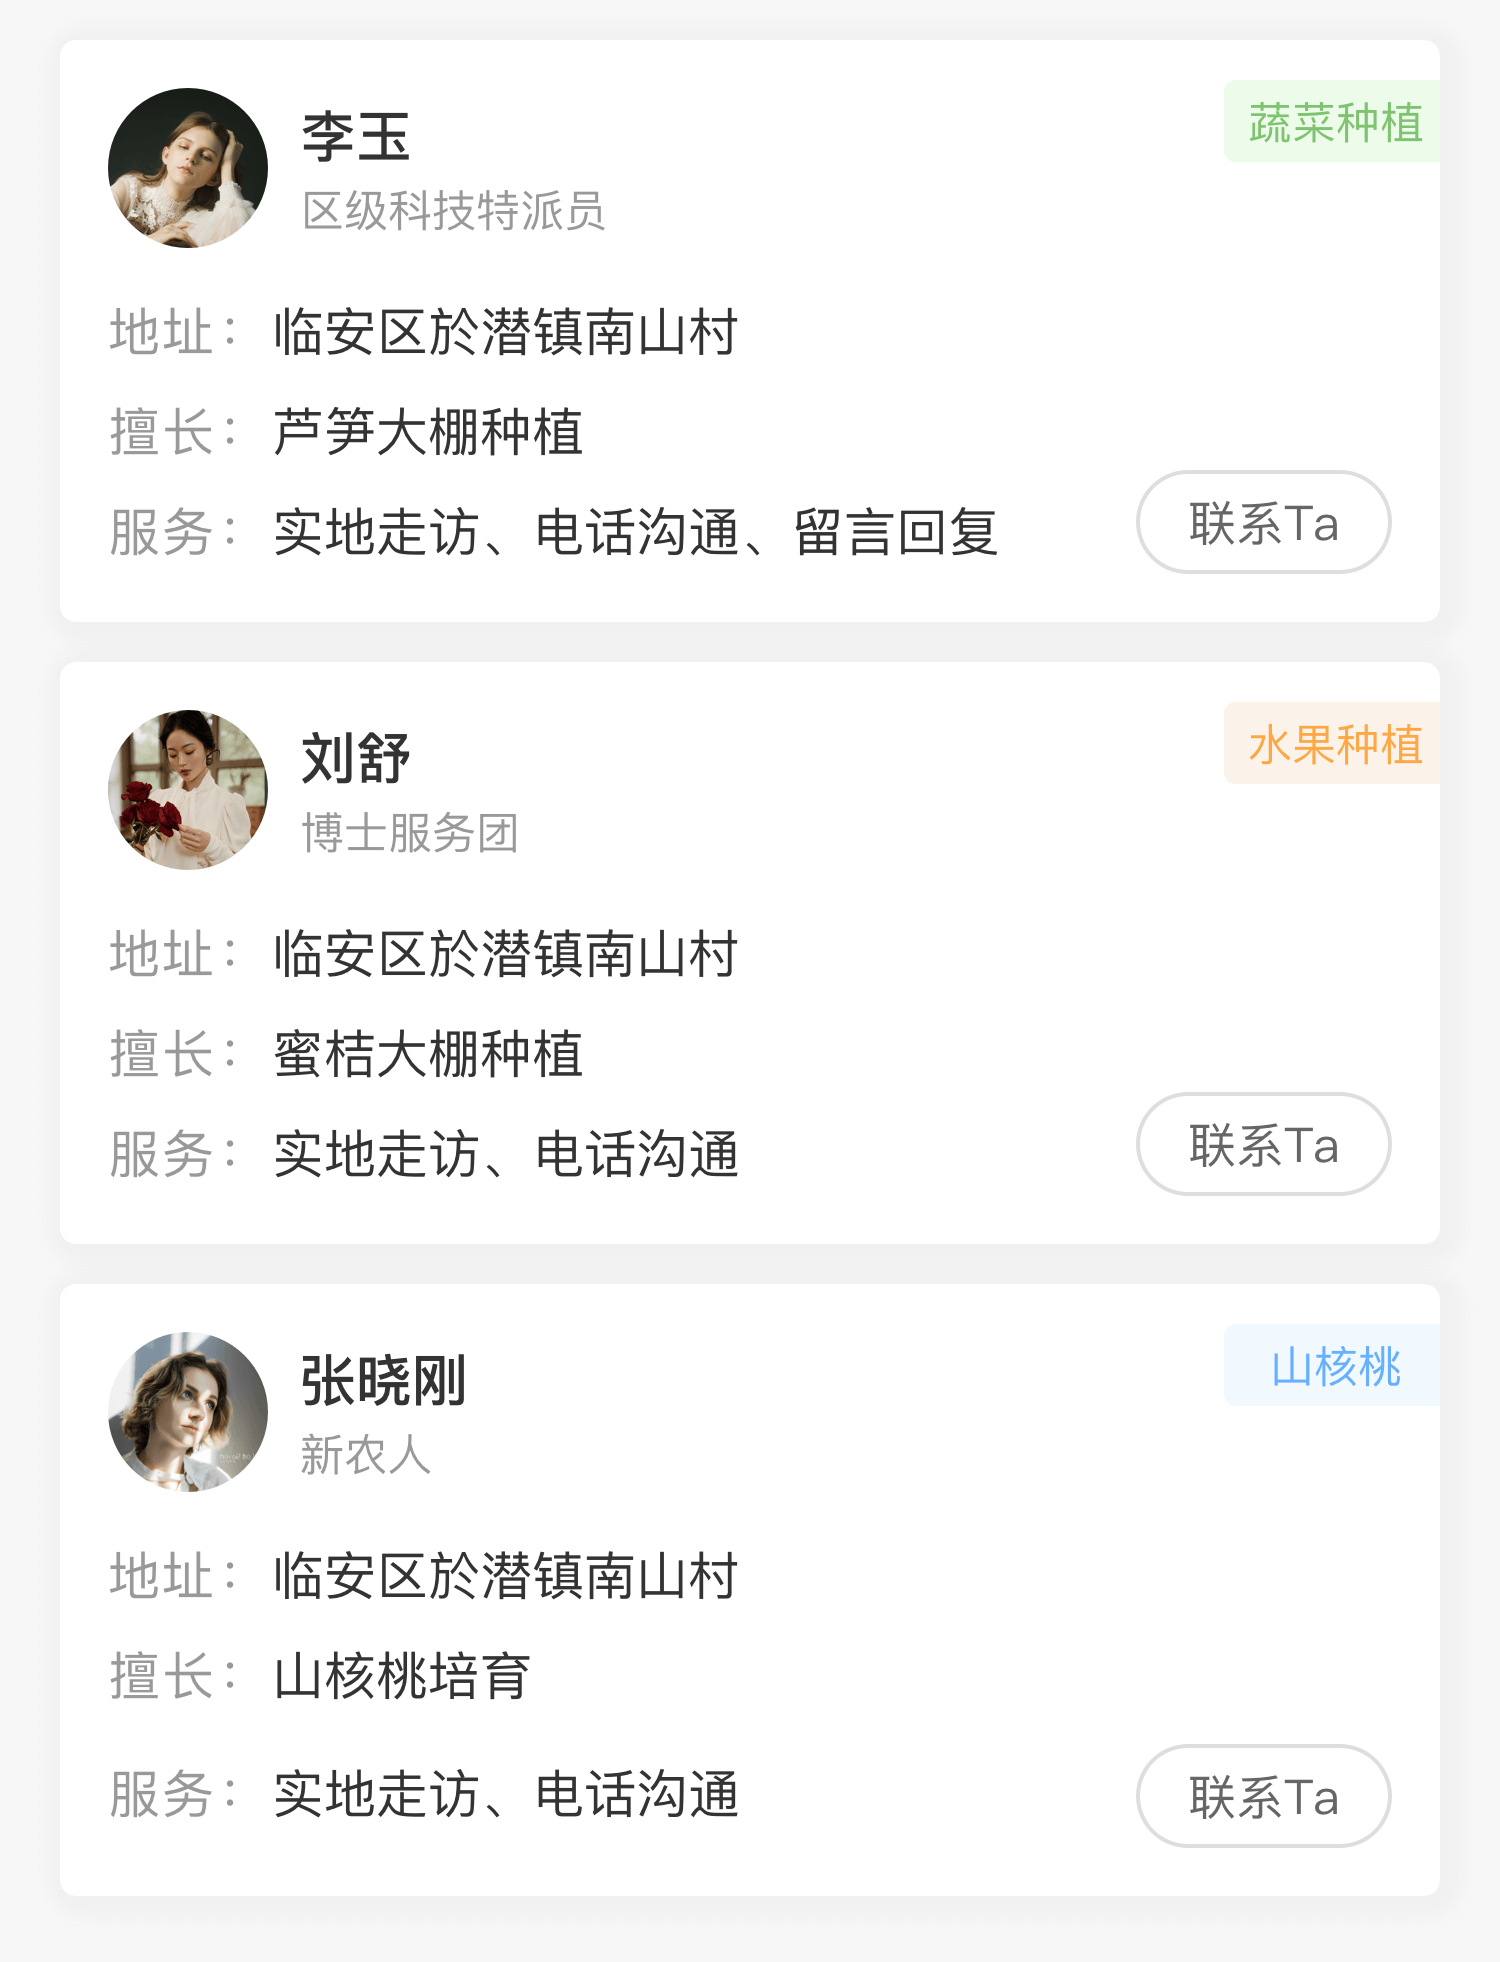 李玉
蔬菜种植
区级科技特派员
地址：临安区於潜镇南山村
擅长：芦笋大棚种植
服务：实地走访、电话沟通、留言回复
联系Ta
刘舒
水果种植
博士服务团
地址：临安区於潜镇南山村
擅长：蜜桔大棚种植
服务：实地走访、电话沟通
联系Ta
张晓刚
山核桃
新农人
地址：临安区於潜镇南山村
擅长：山核桃培育
服务：实地走访、电话沟通
联系Ta